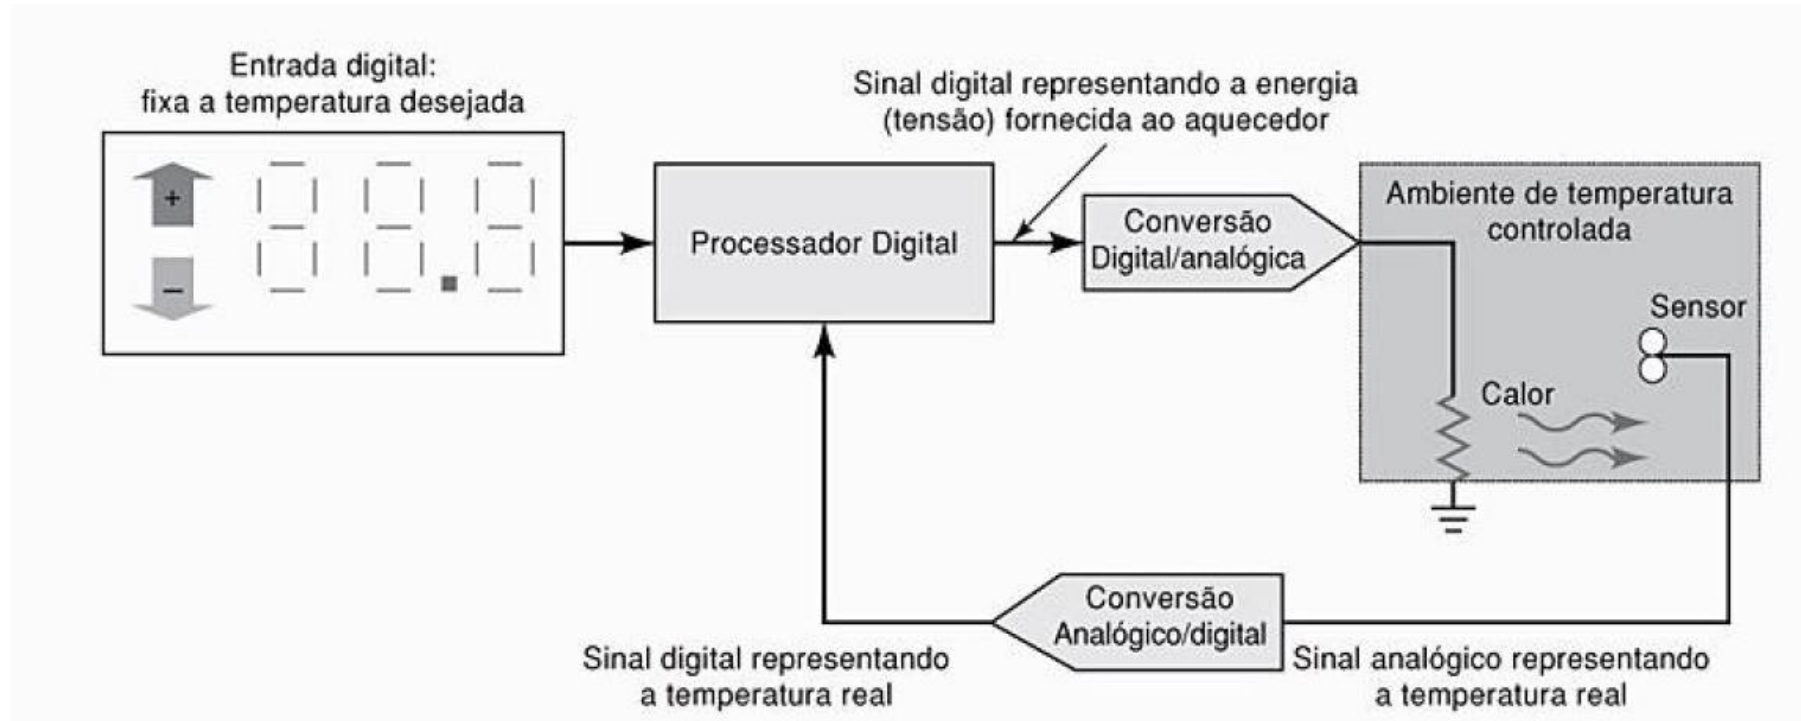 Entrada digital:
fixa a temperatura desejada
+
−
Sinal digital representando a energia
(tensão) fornecida ao aquecedor
Processador Digital
Conversão
Digital/analógica
Ambiente de temperatura
controlada
Sensor
Calor
Conversão
Analógico/digital
Sinal digital representando
a temperatura real
Sinal analógico representando
a temperatura real